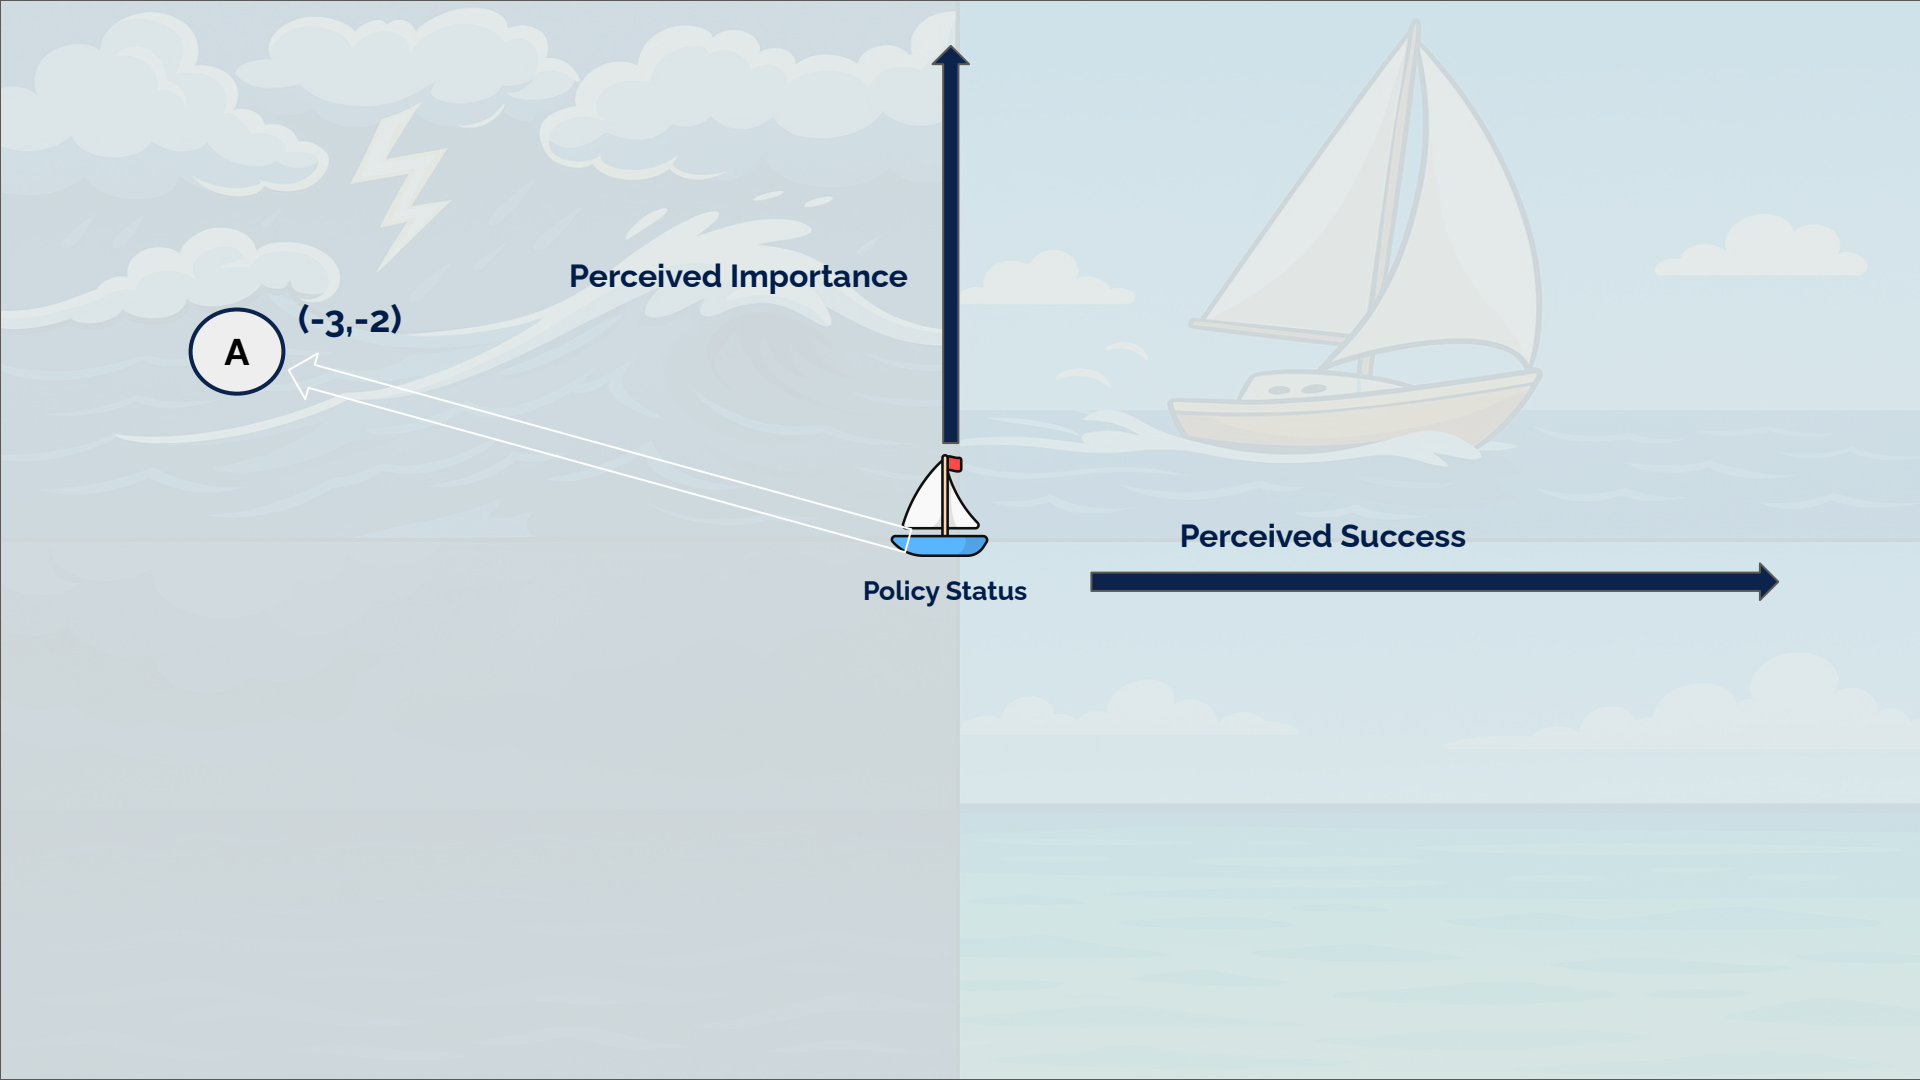 Perceived Importance
(-3,-2)
A
Perceived Success
Policy Status